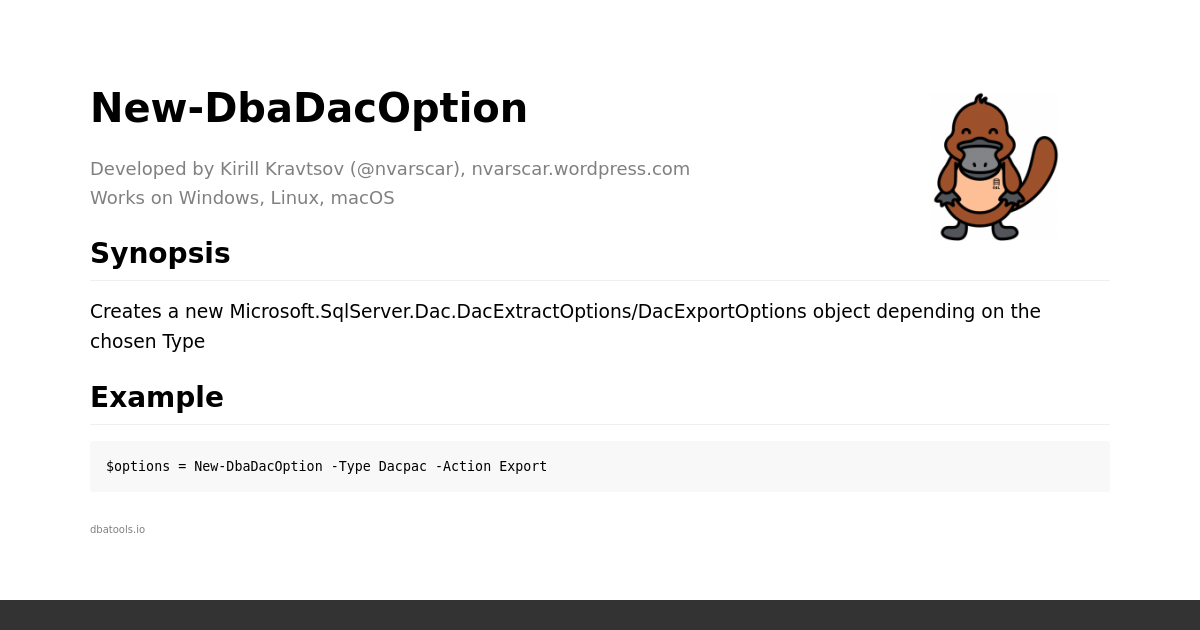 New-DbaDacOption
Developed by Kirill Kravtsov (@nvarscar), nvarscar.wordpress.com
Works on Windows, Linux, macOS
Synopsis
Creates a new Microsoft.SqlServer.Dac.DacExtractOptions/DacExportOptions object depending on the
chosen Type
Example
$options = New-DbaDacOption -Type Dacpac -Action Export
dbatools.io